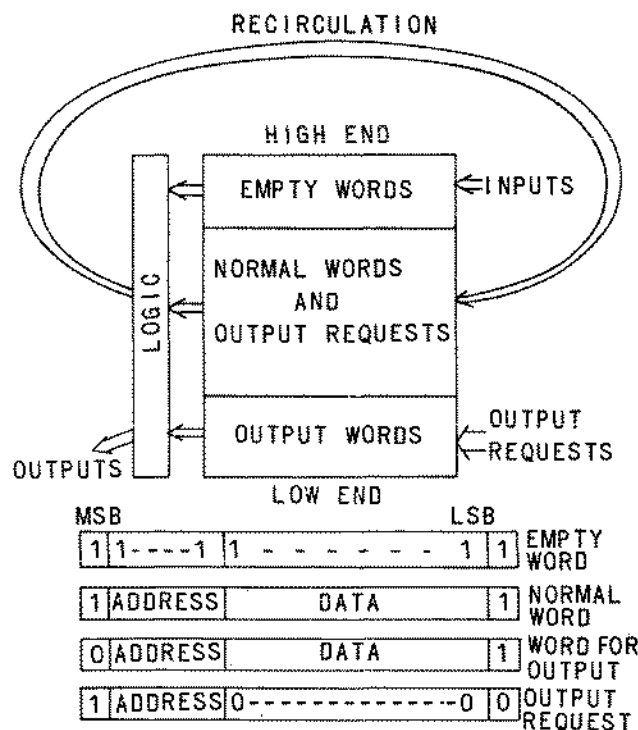 RECIRCULATION
HIGH END
EMPTY WORDS
INPUTS
NORMAL WORDS
AND
OUTPUT REQUESTS
LOGIC
OUTPUT WORDS
OUTPUT
REQUESTS
OUTPUTS
LOW END
MSB LSB
1 1----1 1 - - - - - - 1 1 EMPTY
WORD
1 ADDRESS DATA 1 NORMAL
WORD
0 ADDRESS DATA 1 WORD FOR
OUTPUT
1 ADDRESS 0-------------0 0 OUTPUT
REQUEST